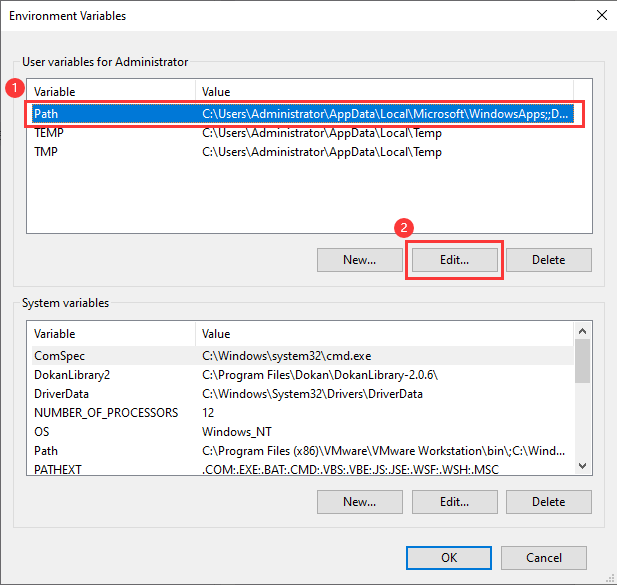 Environment Variables
User variables for Administrator
1
Variable Value
Path C:\Users\Administrator\AppData\Local\Microsoft\WindowsApps;;D...
TEMP C:\Users\Administrator\AppData\Local\Temp
TMP C:\Users\Administrator\AppData\Local\Temp
2
New... Edit... Delete
System variables
Variable Value
ComSpec C:\Windows\system32\cmd.exe
DokanLibrary2 C:\Program Files\Dokan\DokanLibrary-2.0.6\
DriverData C:\Windows\System32\Drivers\DriverData
NUMBER_OF_PROCESSORS 12
OS Windows_NT
Path C:\Program Files (x86)\VMware\VMware Workstation\bin\;C:\Wind...
PATHEXT .COM;.EXE;.BAT;.CMD;.VBS;.VBE;.JS;.JSE;.WSF;.WSH;.MSC
New... Edit... Delete
OK Cancel